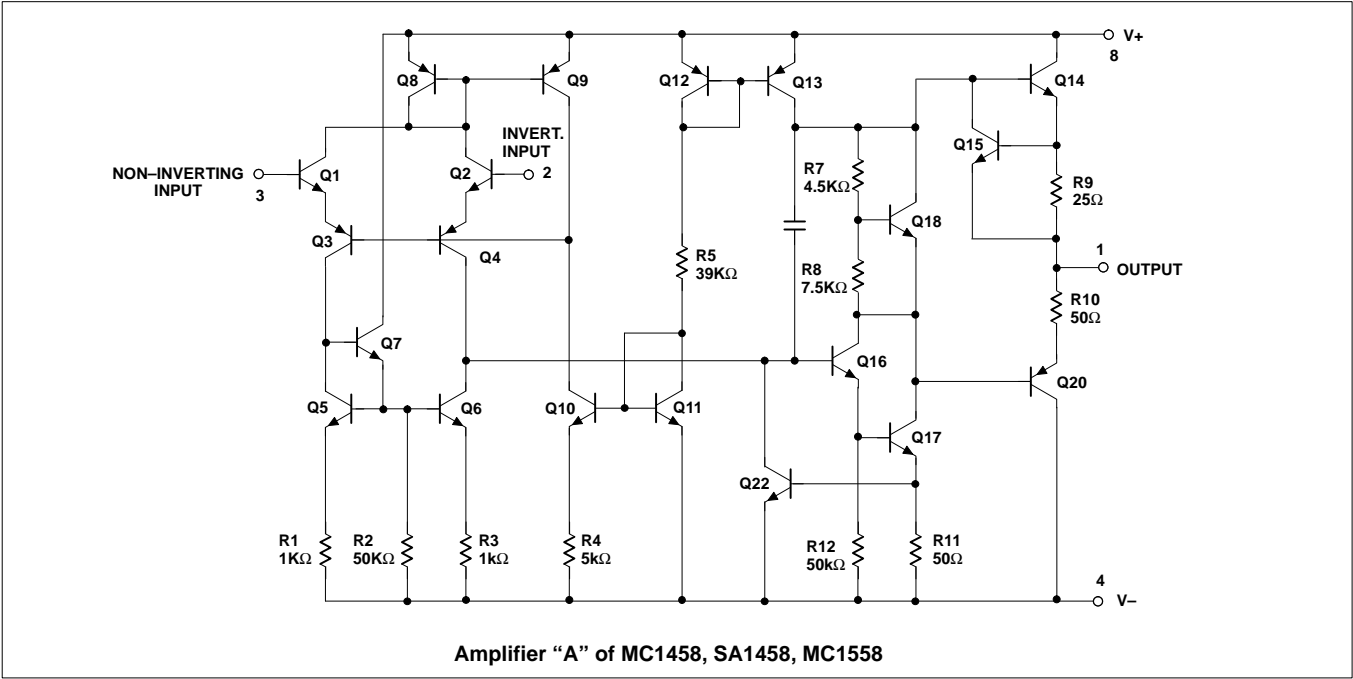 V+
8
Q8
Q9
Q12
Q13
Q14
INVERT.
INPUT
2
Q15
NON–INVERTING
INPUT
3
Q1
Q2
R7
4.5KΩ
R9
25Ω
Q18
Q3
Q4
1
OUTPUT
R5
39KΩ
R8
7.5KΩ
R10
50Ω
Q7
Q16
Q20
Q5
Q6
Q10
Q11
Q17
Q22
R1
1KΩ
R2
50KΩ
R3
1kΩ
R4
5kΩ
R12
50kΩ
R11
50Ω
4
V–
Amplifier “A” of MC1458, SA1458, MC1558